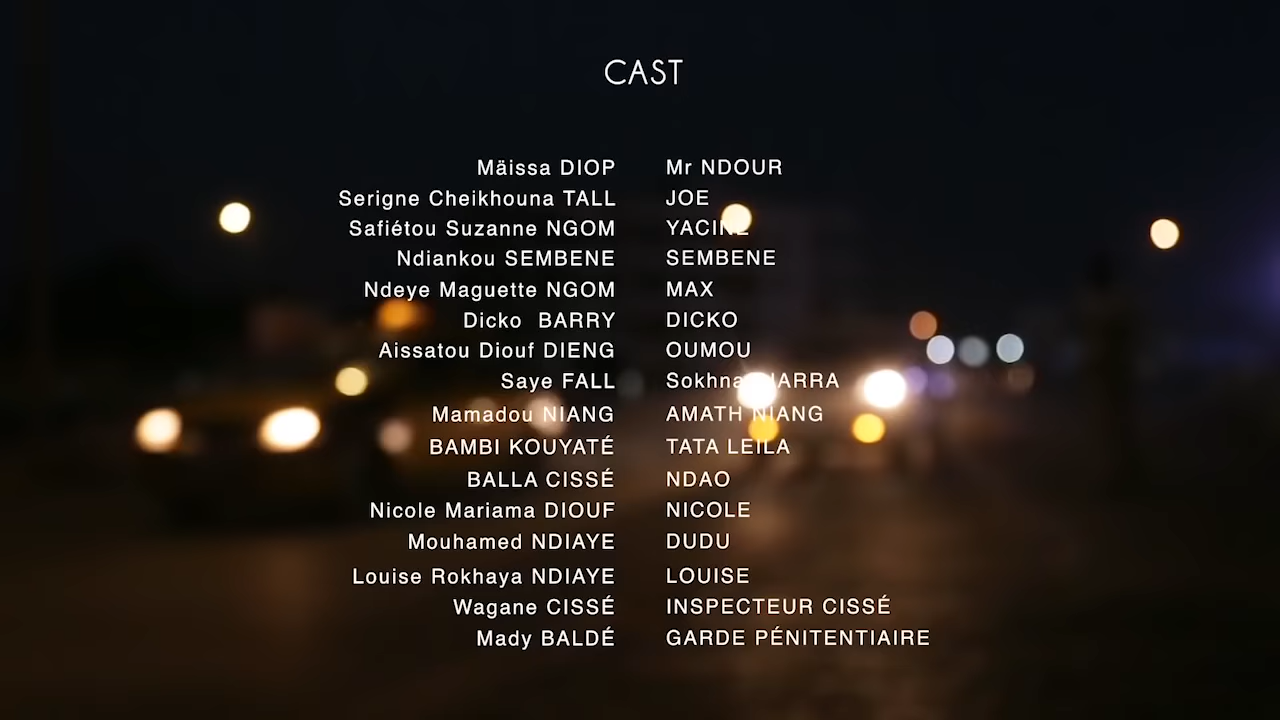 CAST
Mäissa DIOP Mr NDOUR
Serigne Cheikhouna TALL JOE
Safiétou Suzanne NGOM YACINE
Ndiankou SEMBENE SEMBENE
Ndeye Maguette NGOM MAX
Dicko BARRY DICKO
Aissatou Diouf DIENG OUMOU
Saye FALL Sokhna DIARRA
Mamadou NIANG AMATH NIANG
BAMBI KOUYATÉ TATA LEILA
BALLA CISSÉ NDAO
Nicole Mariama DIOUF NICOLE
Mouhamed NDIAYE DUDU
Louise Rokhaya NDIAYE LOUISE
Wagane CISSÉ INSPECTEUR CISSÉ
Mady BALDÉ GARDE PÉNITENTIAIRE